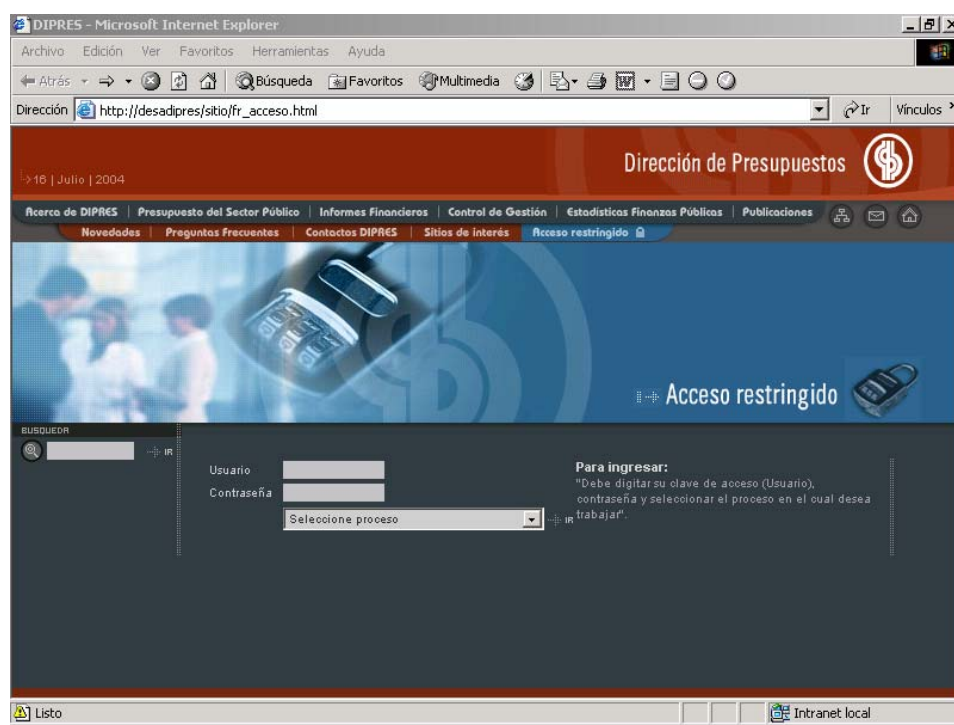 DIPRES - Microsoft Internet Explorer
Archivo Edición Ver Favoritos Herramientas Ayuda
Atrás Búsqueda Favoritos Multimedia
Dirección http://desadipres/sitio/fr_acceso.html Ir Vínculos
16 | Julio | 2004
Dirección de Presupuestos
Acerca de DIPRES | Presupuesto del Sector Público | Informes Financieros | Control de Gestión | Estadísticas Finanzas Públicas | Publicaciones
Novedades | Preguntas Frecuentes | Contactos DIPRES | Sitios de interés | Acceso restringido
Acceso restringido
BUSQUEDA
IR
Usuario
Contraseña
Seleccione proceso
IR
Para ingresar:
"Debe digitar su clave de acceso (Usuario),
contraseña y seleccionar el proceso en el cual desea
trabajar".
Listo
Intranet local